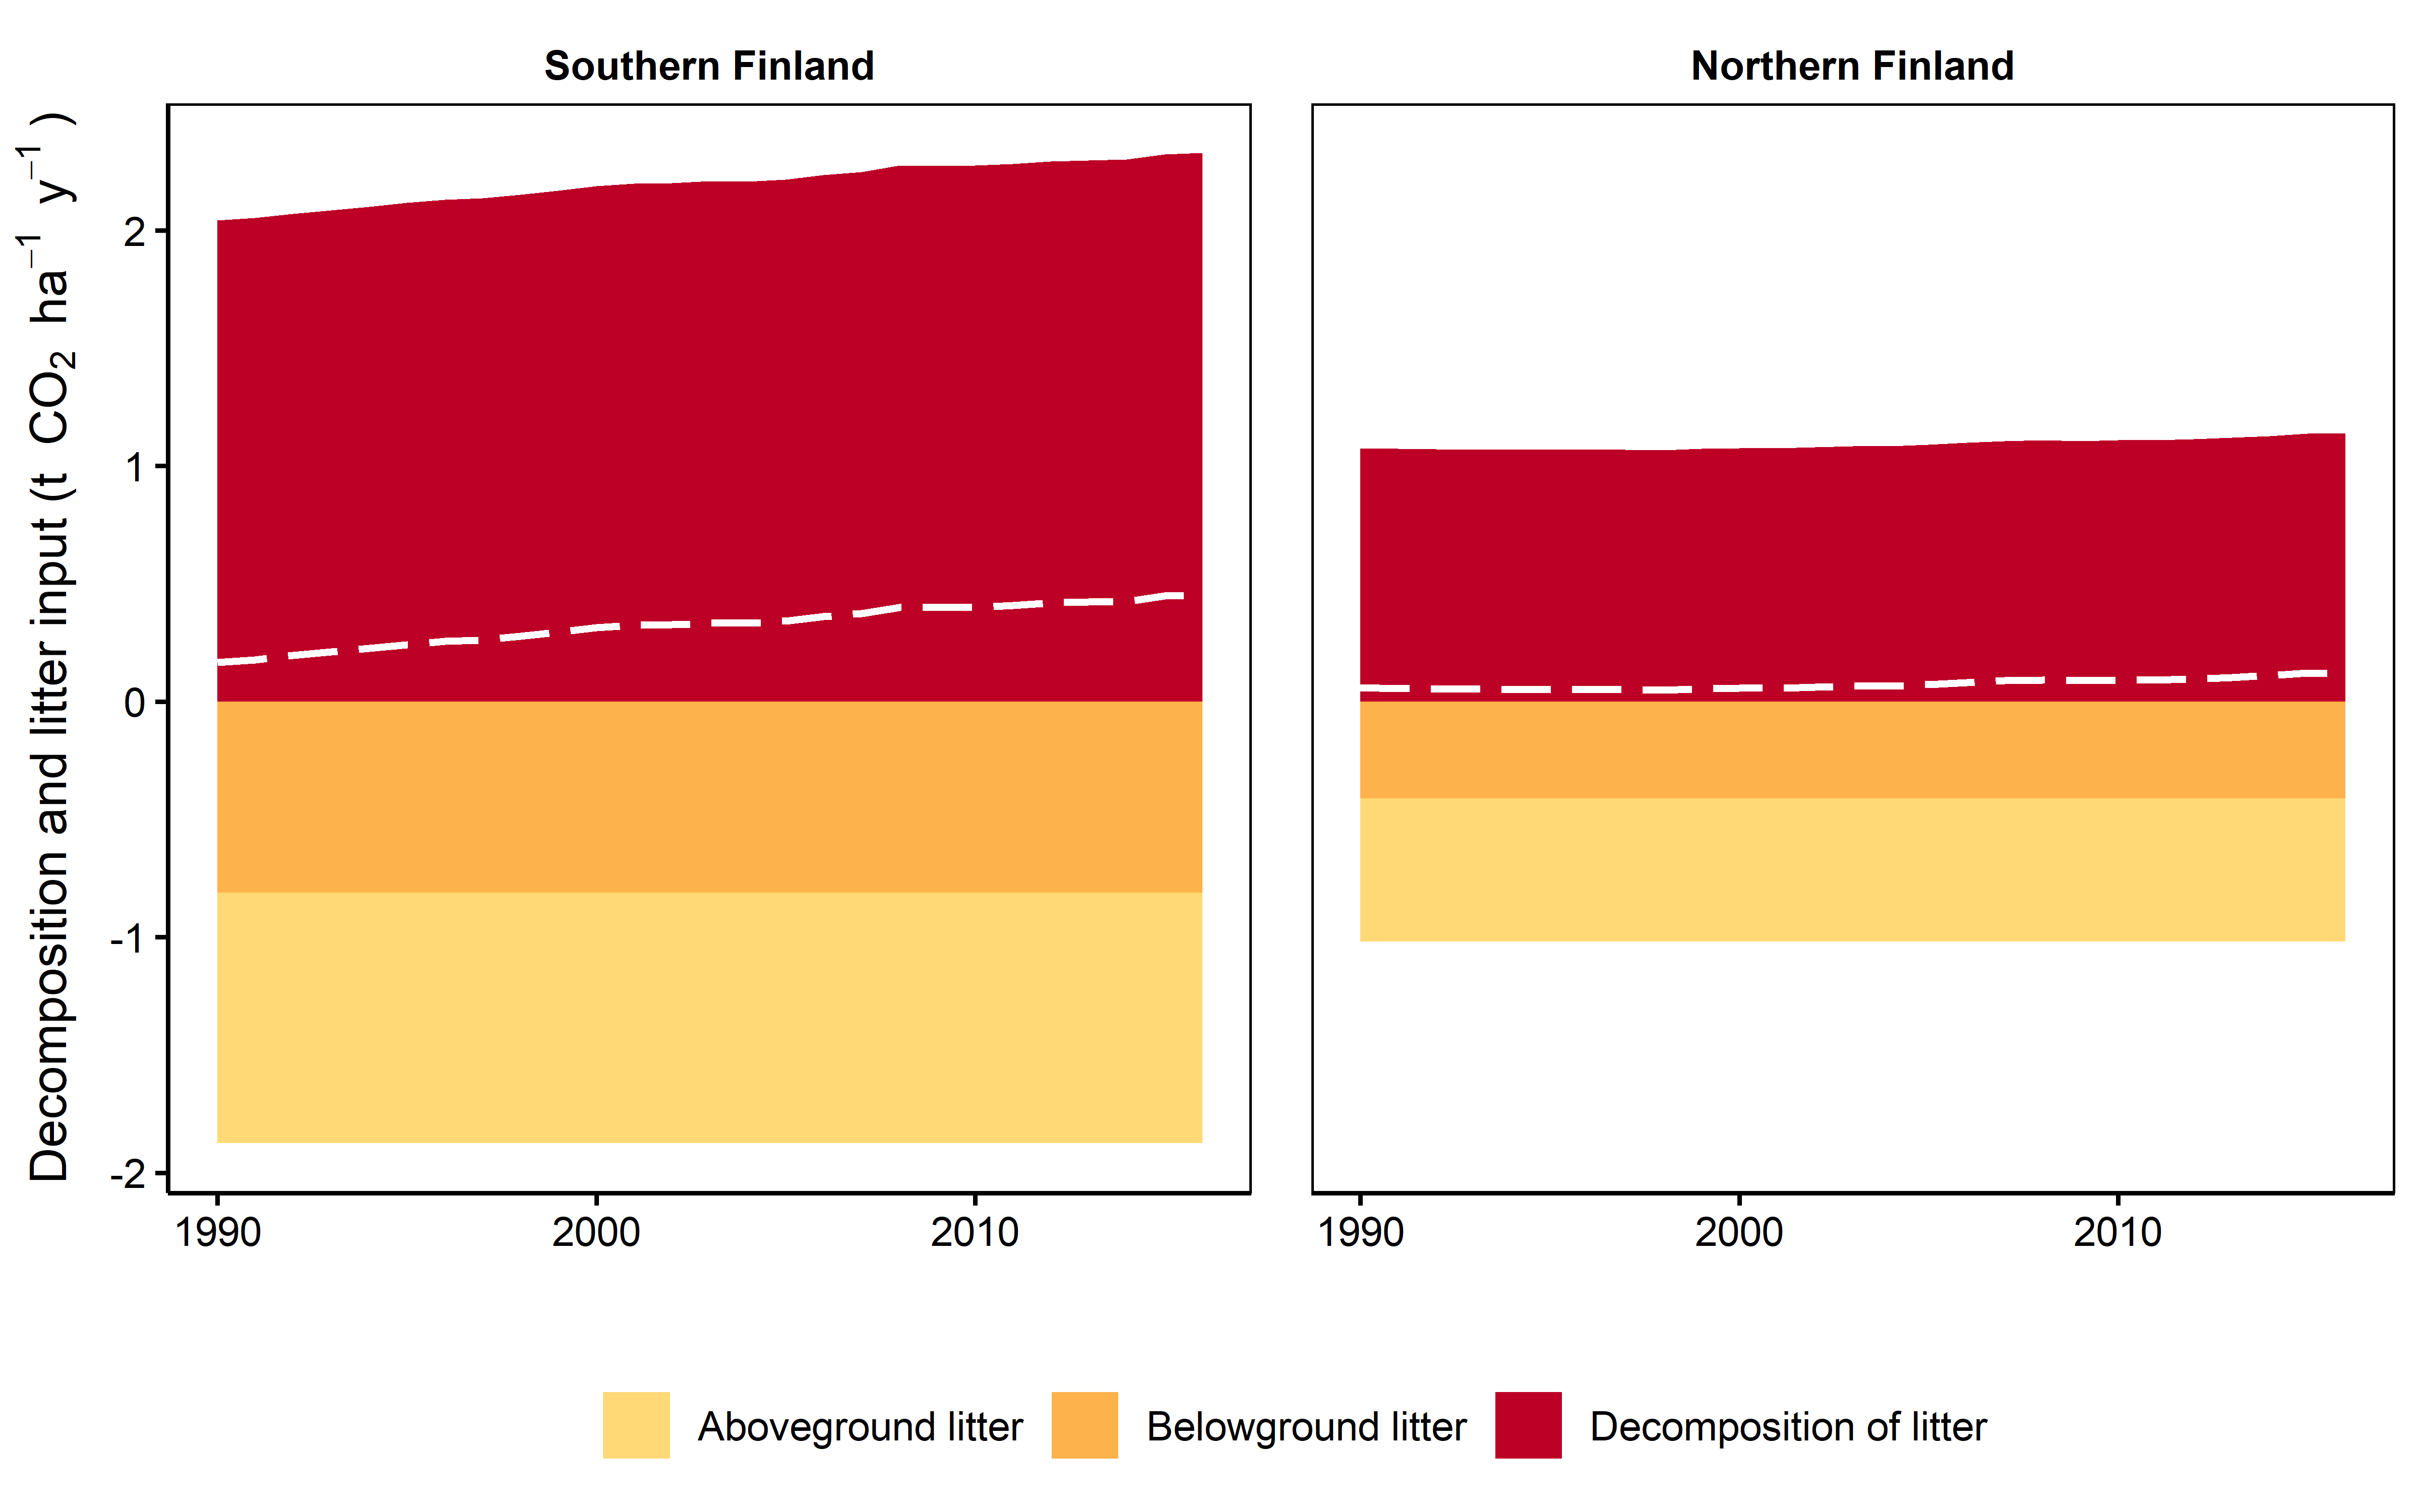 Southern Finland
Northern Finland
Decomposition and litter input (t CO₂ ha⁻¹ y⁻¹ )
2
1
0
-1
-2
1990 2000 2010
1990 2000 2010
Aboveground litter Belowground litter Decomposition of litter